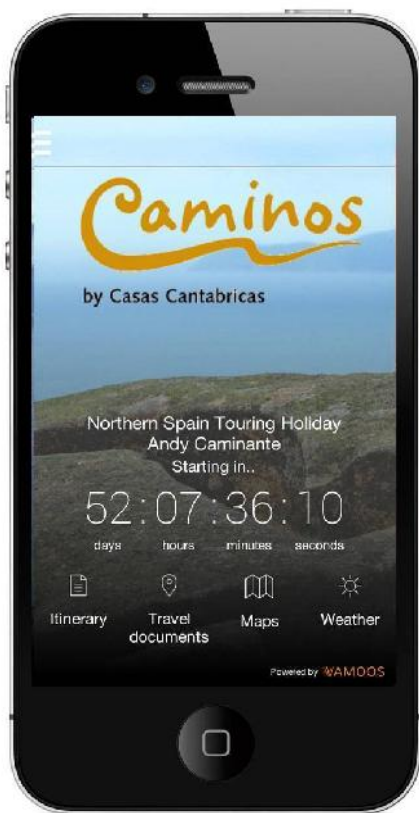 Caminos
by Casas Cantabricas
Northern Spain Touring Holiday
Andy Caminante
Starting in..
52:07:36:10
days hours minutes seconds
Itinerary Travel documents Maps Weather
Powered by VAMOOS